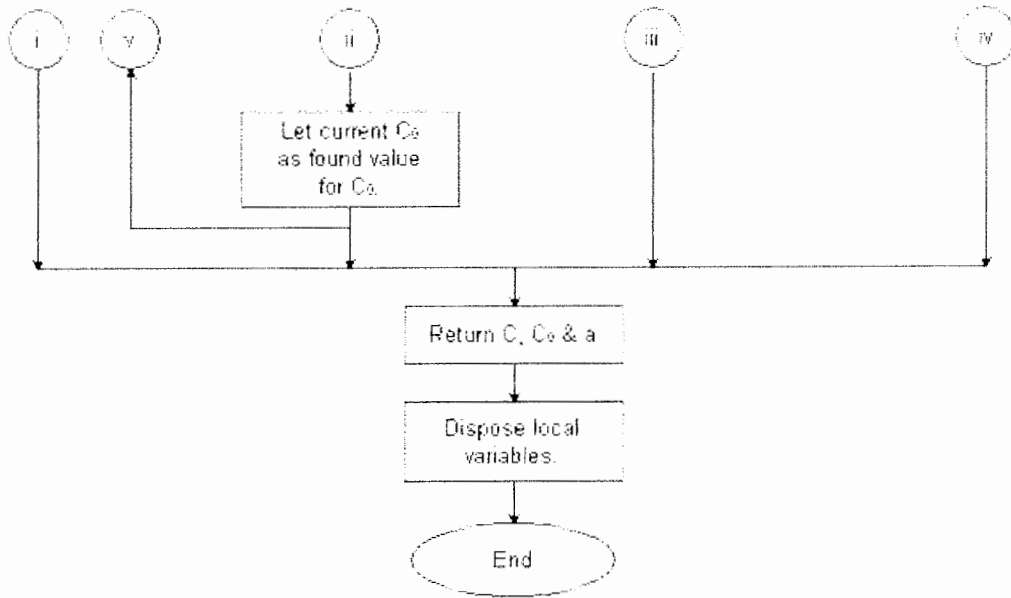 i
v
ii
iii
iv
Let current C₀
as found value
for C₀.
Return C, C₀ & a
Dispose local
variables.
End